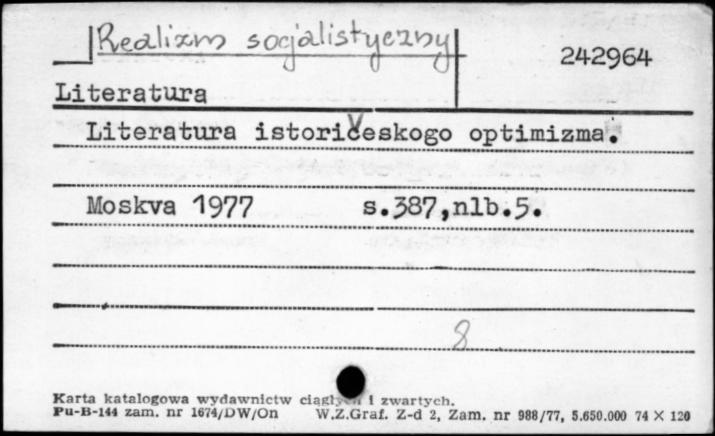 Realizm socjalistyczny
242964
Literatura
Literatura istoričeskogo optimizma.
Moskva 1977 s.387,nlb.5.
8
Karta katalogowa wydawnictw ciągłych i zwartych.
Pu-B-144 zam. nr 1674/DW/On W.Z.Graf. Z-d 2, Zam. nr 988/77, 5.650.000 74 X 120